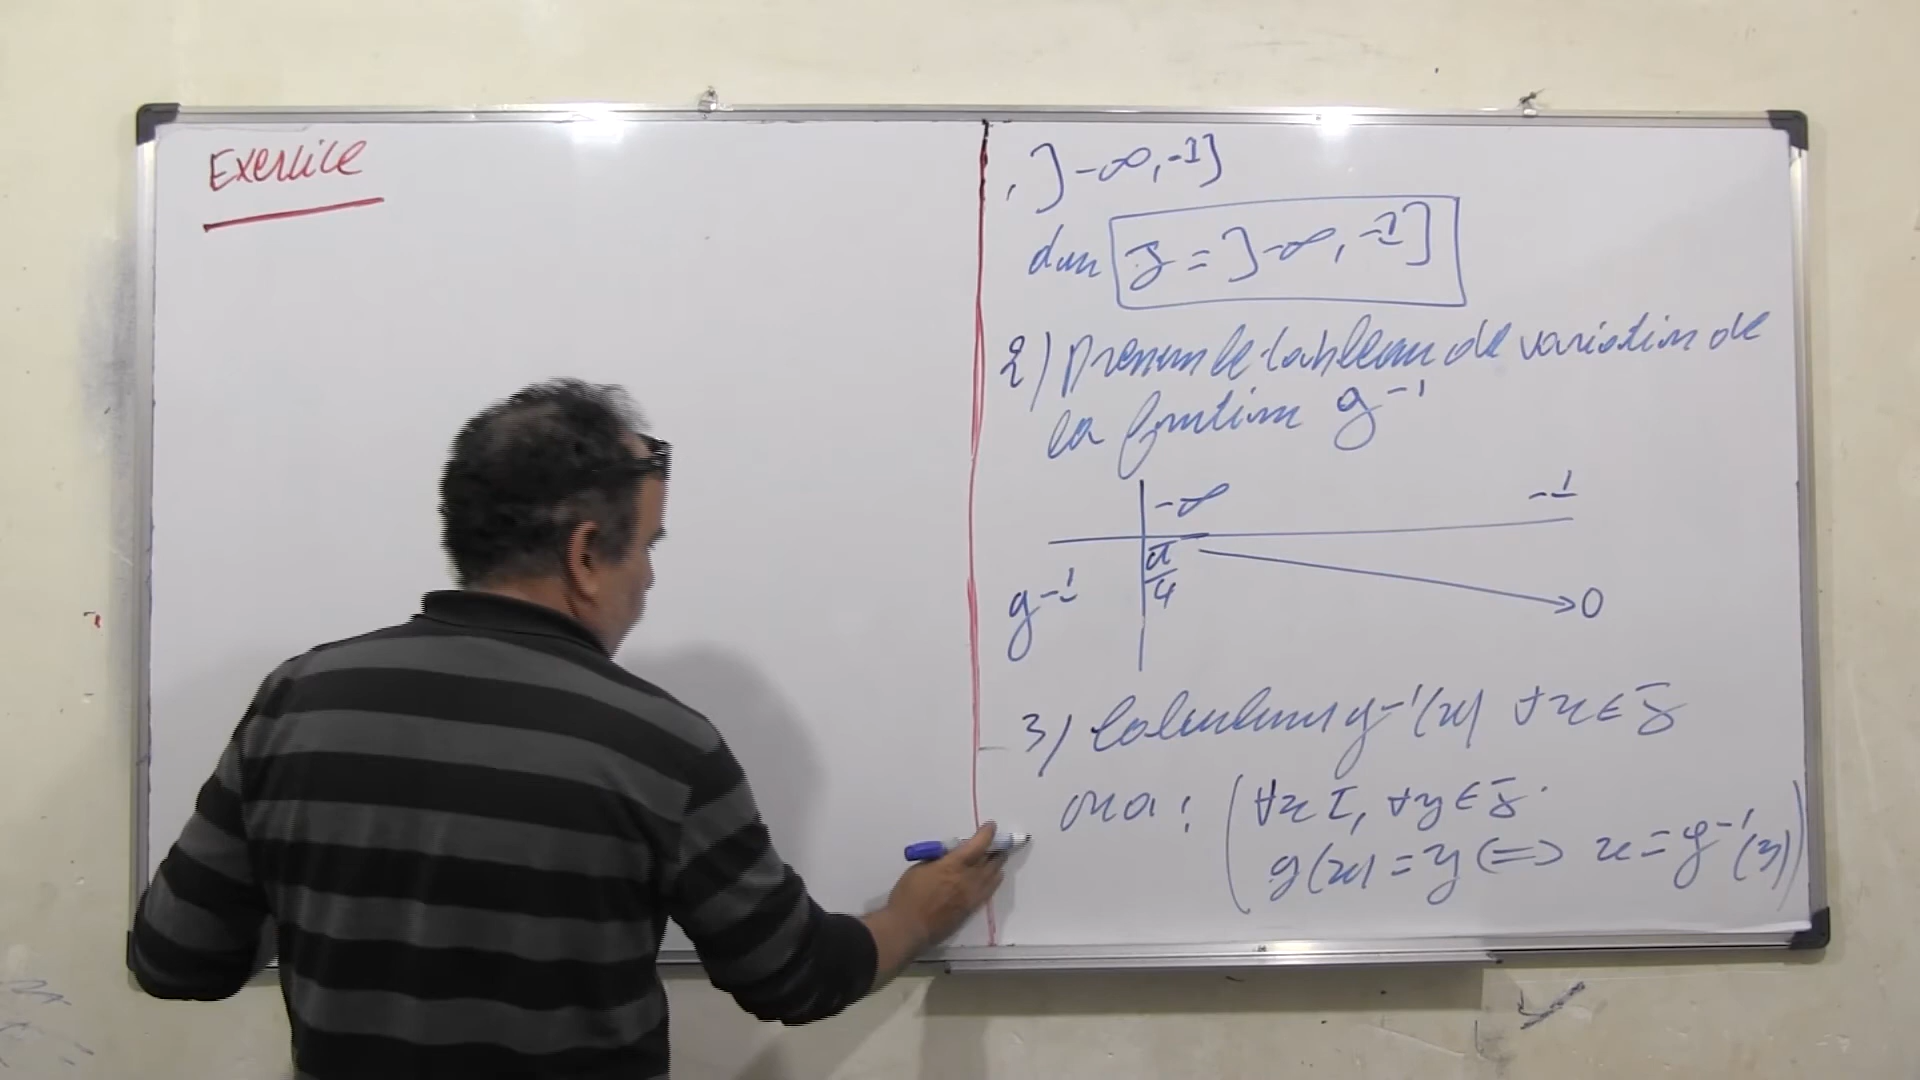 Exercice
, ]-∞, -1]
donc J = ]-∞, -1]
2) Dressons le tableau de variation de
la fonction g⁻¹
-∞ -1
g⁻¹ π/4 0
3) Calculons g⁻¹(x) ∀x∈J
on a : (∀x I, ∀y∈J
g(x) = y ⟺ x = g⁻¹(y))